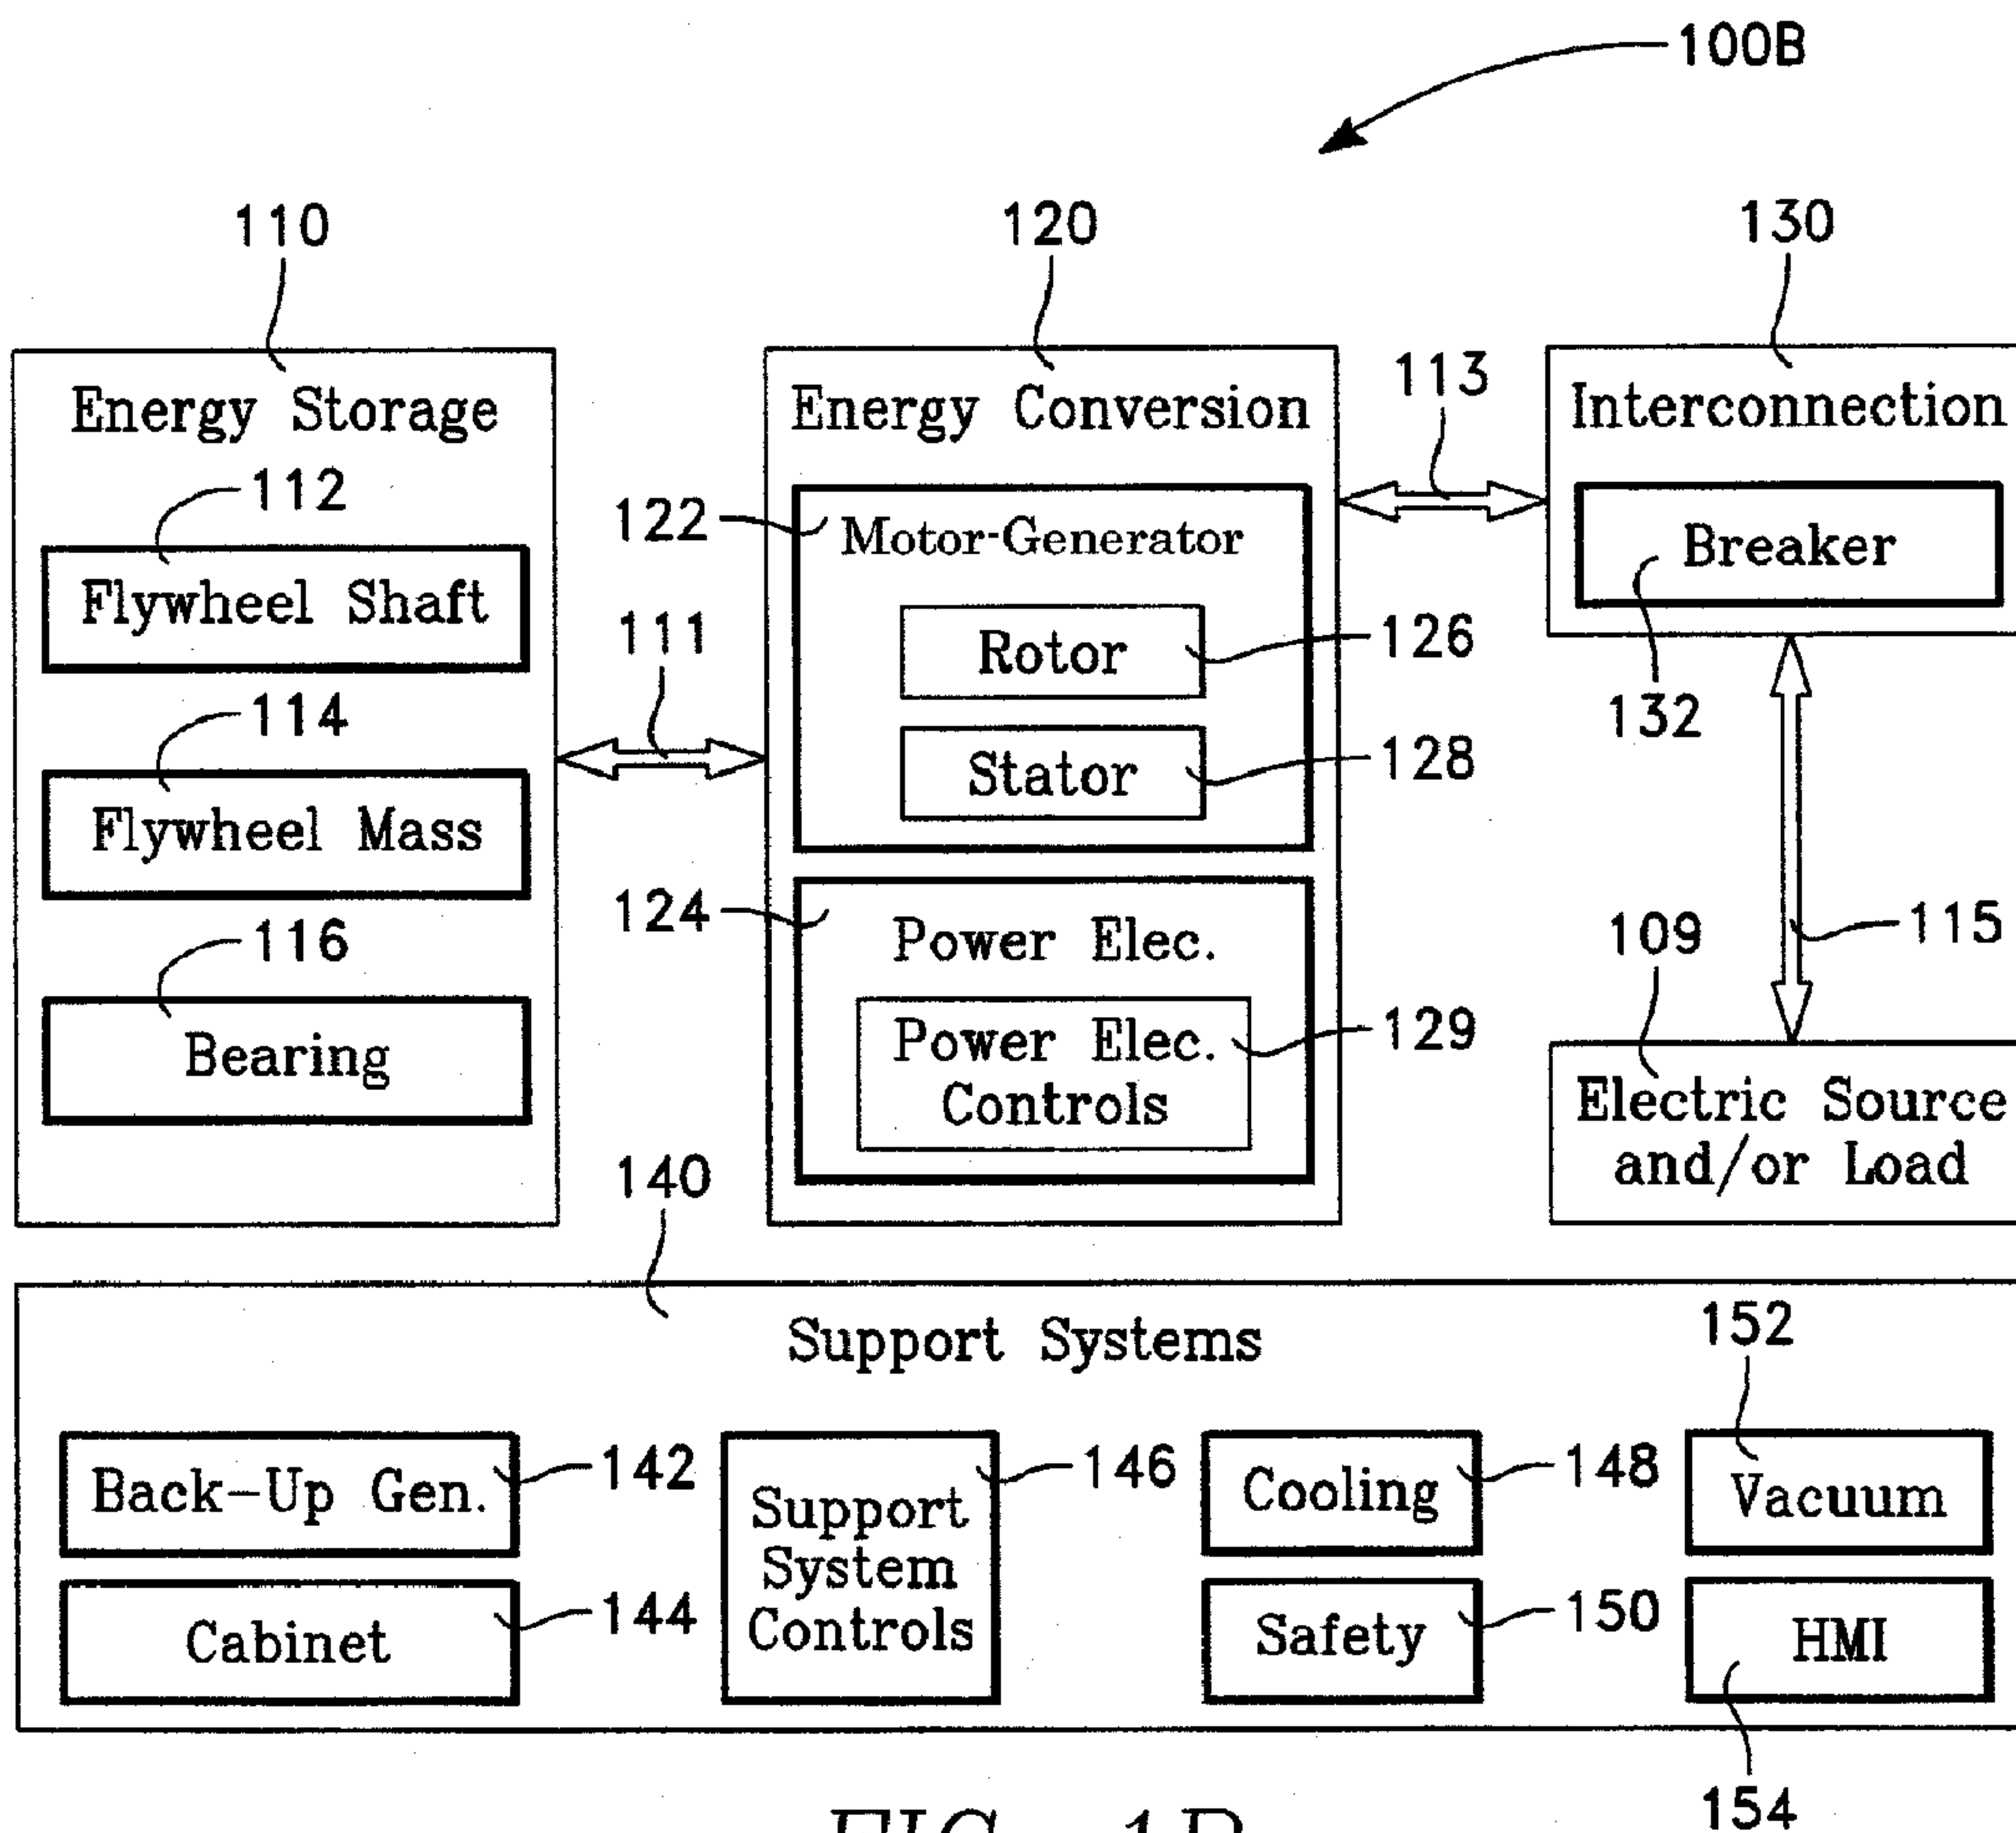 100B
110
120
130
Energy Storage
Energy Conversion
113
Interconnection
112
122
Motor-Generator
Breaker
Flywheel Shaft
111
Rotor
126
132
114
Stator
128
Flywheel Mass
124
Power Elec.
109
115
116
Bearing
Power Elec.
Controls
129
Electric Source
and/or Load
140
Support Systems
152
Back-Up Gen.
142
Support
System
Controls
146
Cooling
148
Vacuum
Cabinet
144
Safety
150
HMI
154
FIG. 1B